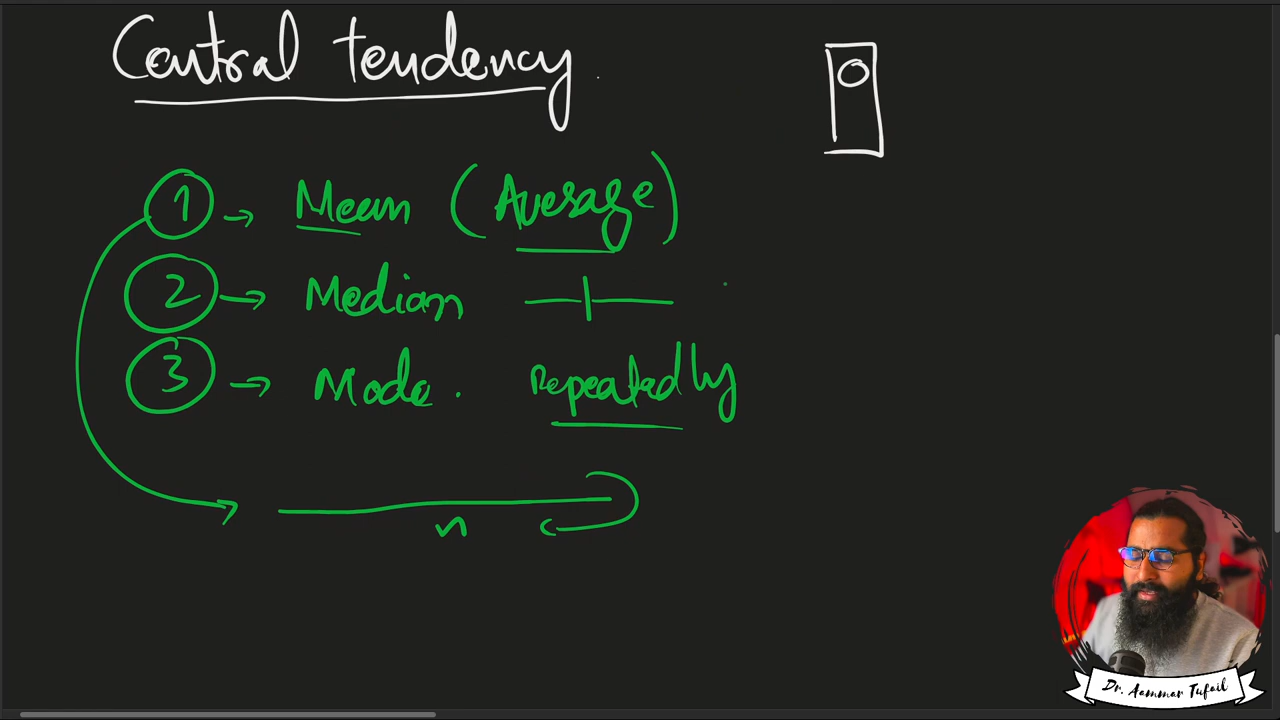 Central tendency
1 → Mean (Average)
2 → Median
3 → Mode. repeatedly
n
Dr. Aammar Tufail